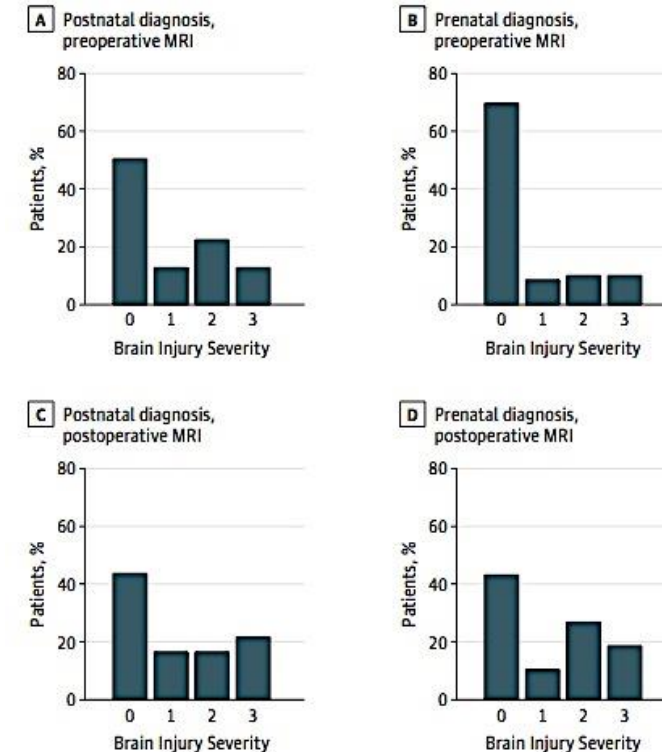 A Postnatal diagnosis,
preoperative MRI
80
60
40
20
0
Patients, %
0 1 2 3
Brain Injury Severity
B Prenatal diagnosis,
preoperative MRI
80
60
40
20
0
Patients, %
0 1 2 3
Brain Injury Severity
C Postnatal diagnosis,
postoperative MRI
80
60
40
20
0
Patients, %
0 1 2 3
Brain Injury Severity
D Prenatal diagnosis,
postoperative MRI
80
60
40
20
0
Patients, %
0 1 2 3
Brain Injury Severity